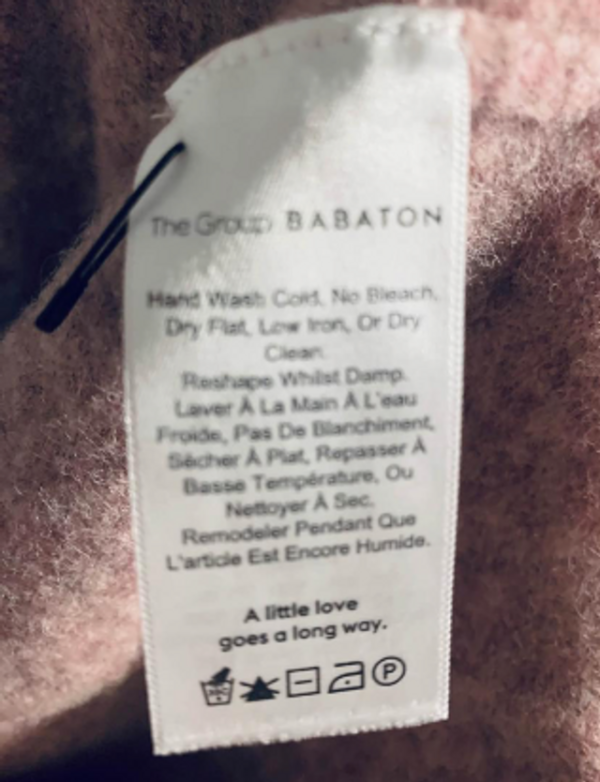 The Group BABATON
Hand Wash Cold, No Bleach,
Dry Flat, Low Iron, Or Dry
Clean.
Reshape Whilst Damp.
Laver À La Main À L'eau
Froide, Pas De Blanchiment,
Sécher À Plat, Repasser À
Basse Température, Ou
Nettoyer À Sec.
Remodeler Pendant Que
L'article Est Encore Humide.
A little love
goes a long way.
P